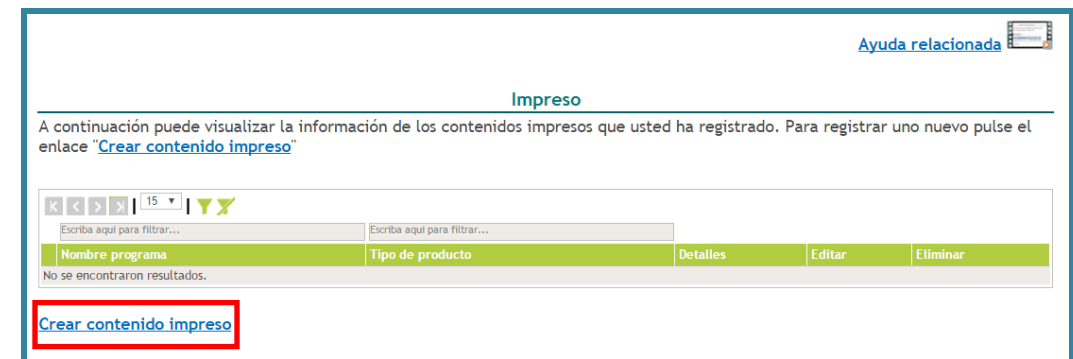 Ayuda relacionada
Impreso
A continuación puede visualizar la información de los contenidos impresos que usted ha registrado. Para registrar uno nuevo pulse el
enlace "Crear contenido impreso"
15
Escriba aqui para filtrar... Escriba aqui para filtrar...
Nombre programa Tipo de producto Detalles Editar Eliminar
No se encontraron resultados.
Crear contenido impreso